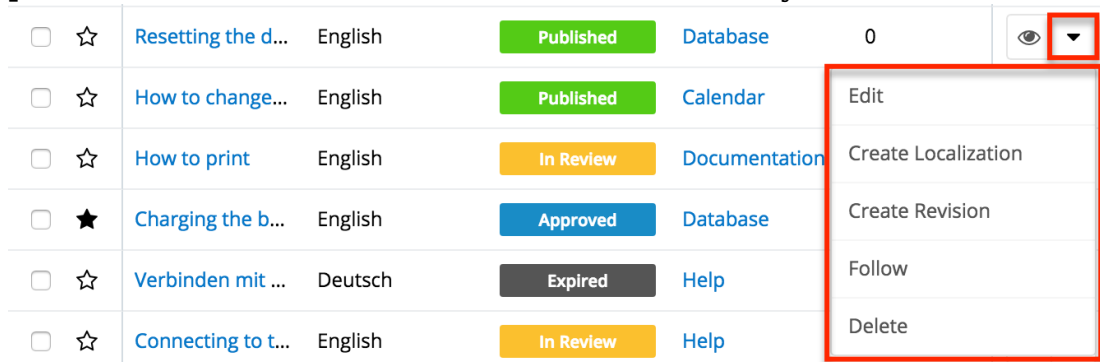 Resetting the d... English Published Database 0
How to change... English Published Calendar
Edit
How to print English In Review Documentation
Create Localization
Charging the b... English Approved Database
Create Revision
Verbinden mit ... Deutsch Expired Help
Follow
Connecting to t... English In Review Help
Delete